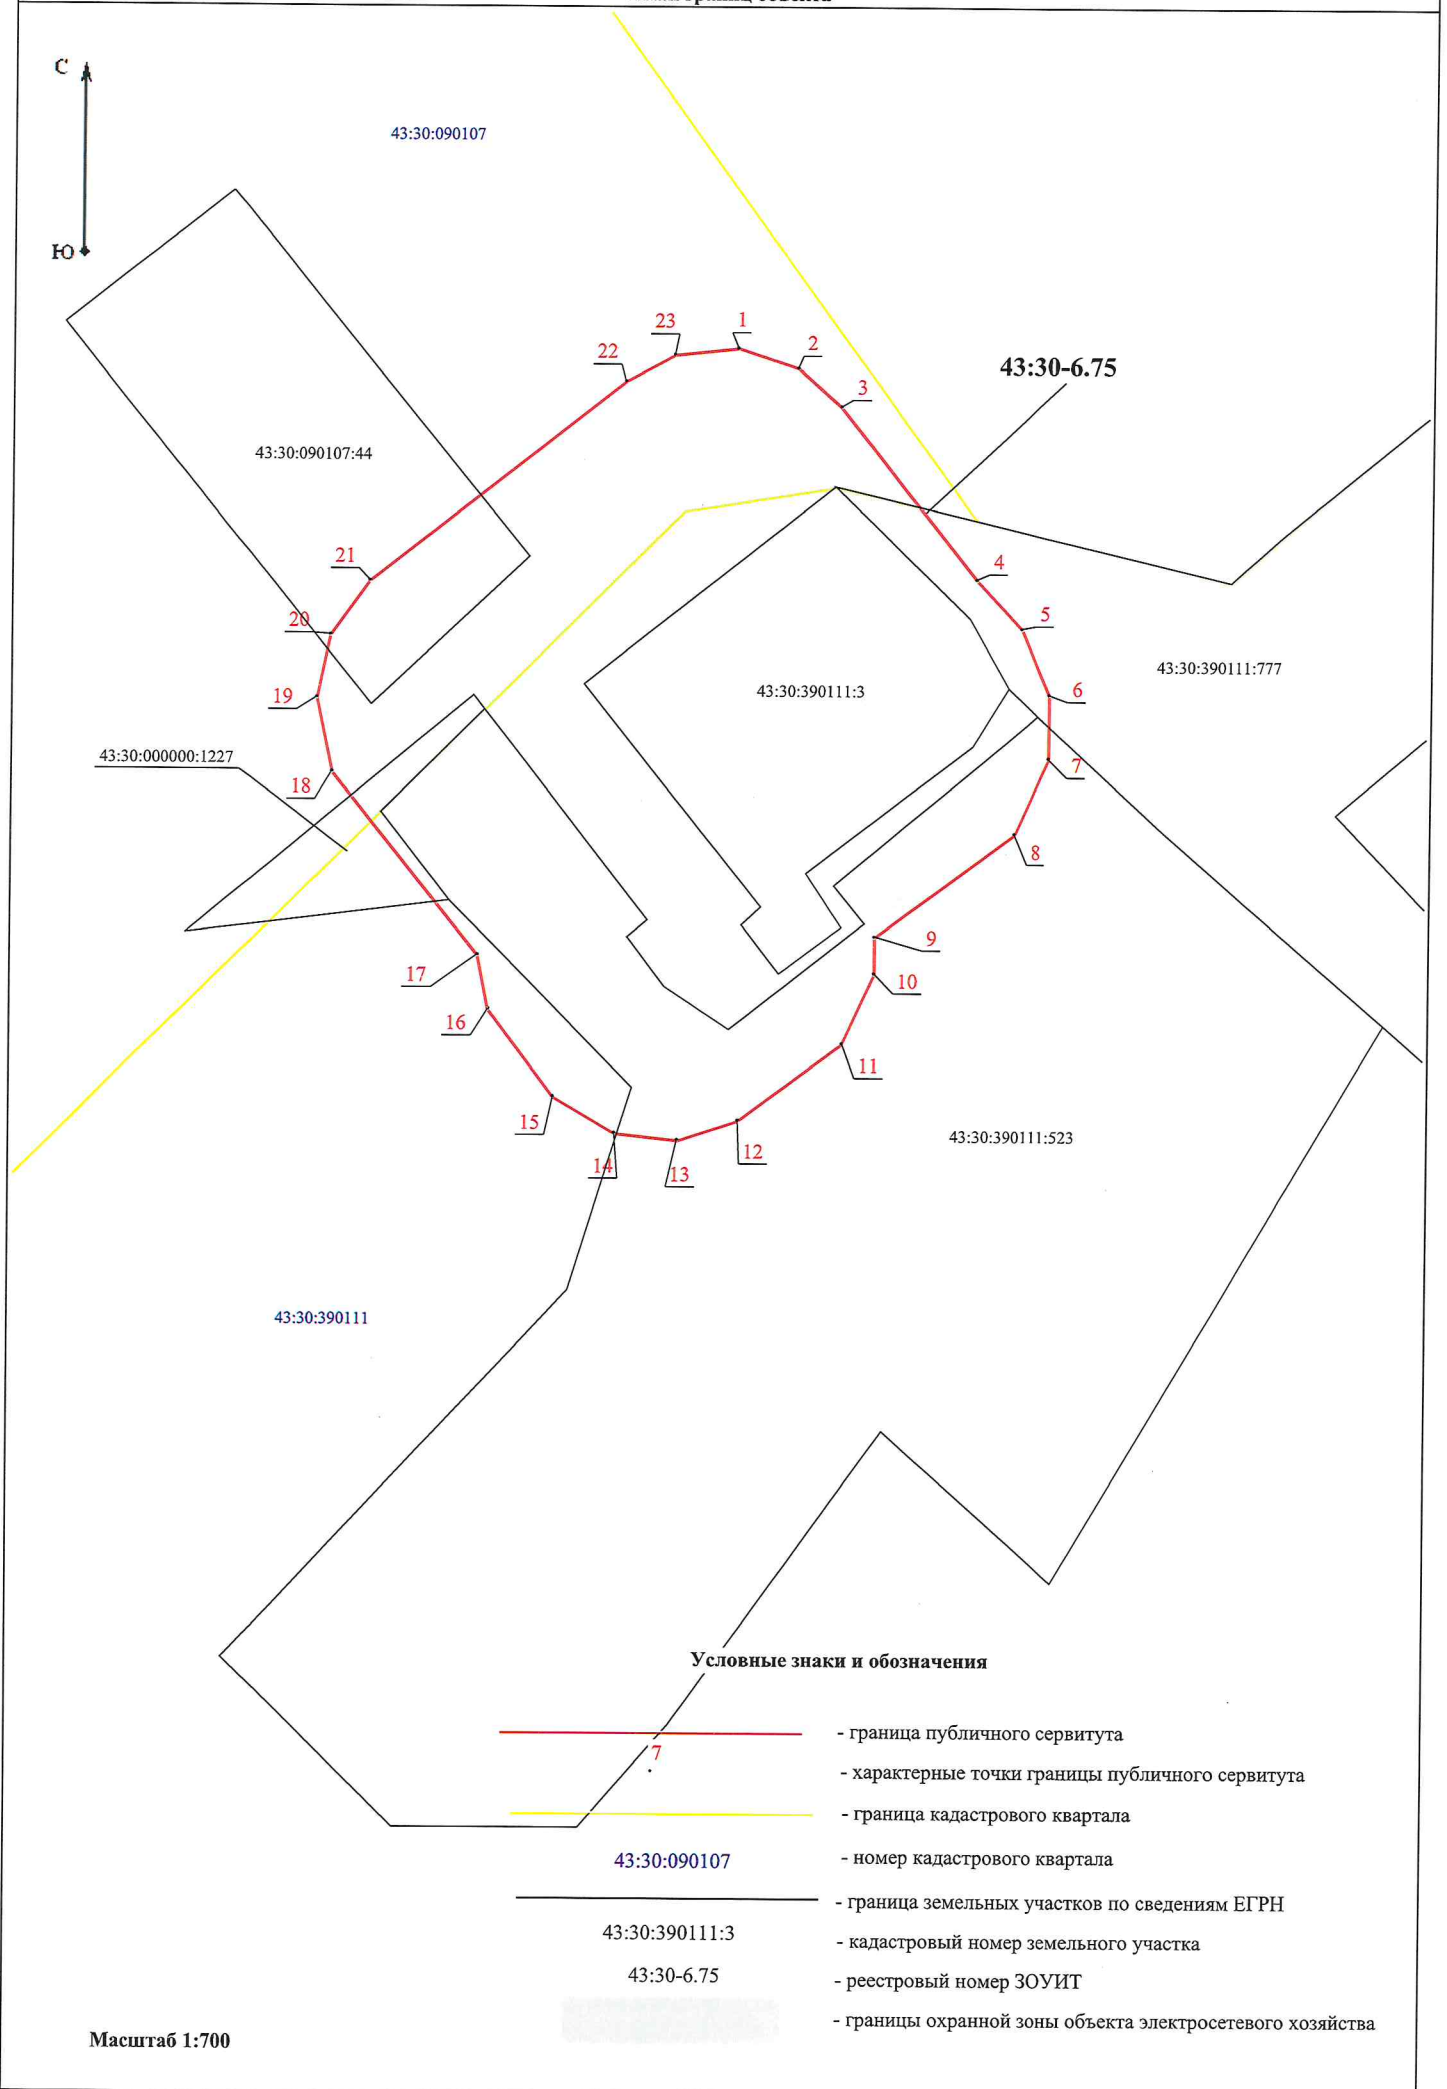 С
43:30:090107
Ю
23
1
2
22
3
43:30-6.75
43:30:090107:44
21
4
20
5
43:30:390111:777
19
43:30:390111:3
6
43:30:000000:1227
18
7
8
9
17
10
16
11
15
14
13
12
43:30:390111:523
43:30:390111
Условные знаки и обозначения
- граница публичного сервитута
7
- характерные точки границы публичного сервитута
- граница кадастрового квартала
43:30:090107
- номер кадастрового квартала
- граница земельных участков по сведениям ЕГРН
43:30:390111:3
- кадастровый номер земельного участка
43:30-6.75
- реестровый номер ЗОУИТ
- границы охранной зоны объекта электросетевого хозяйства
Масштаб 1:700